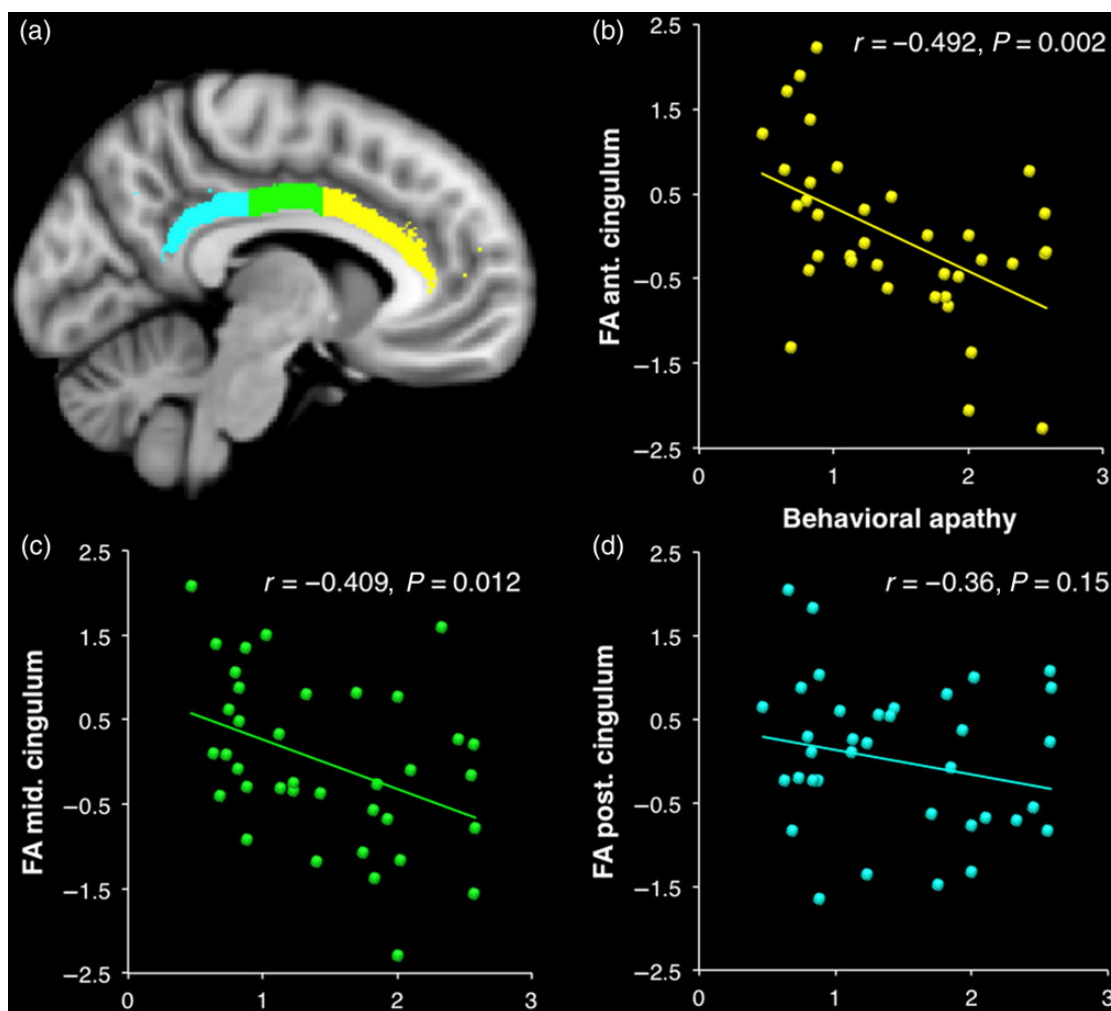 (a)
(b)
r = −0.492, P = 0.002
FA ant. cingulum
2.5
1.5
0.5
−0.5
−1.5
−2.5
0 1 2 3
Behavioral apathy
(c)
r = −0.409, P = 0.012
FA mid. cingulum
2.5
1.5
0.5
−0.5
−1.5
−2.5
0 1 2 3
(d)
r = −0.36, P = 0.15
FA post. cingulum
2.5
1.5
0.5
−0.5
−1.5
−2.5
0 1 2 3